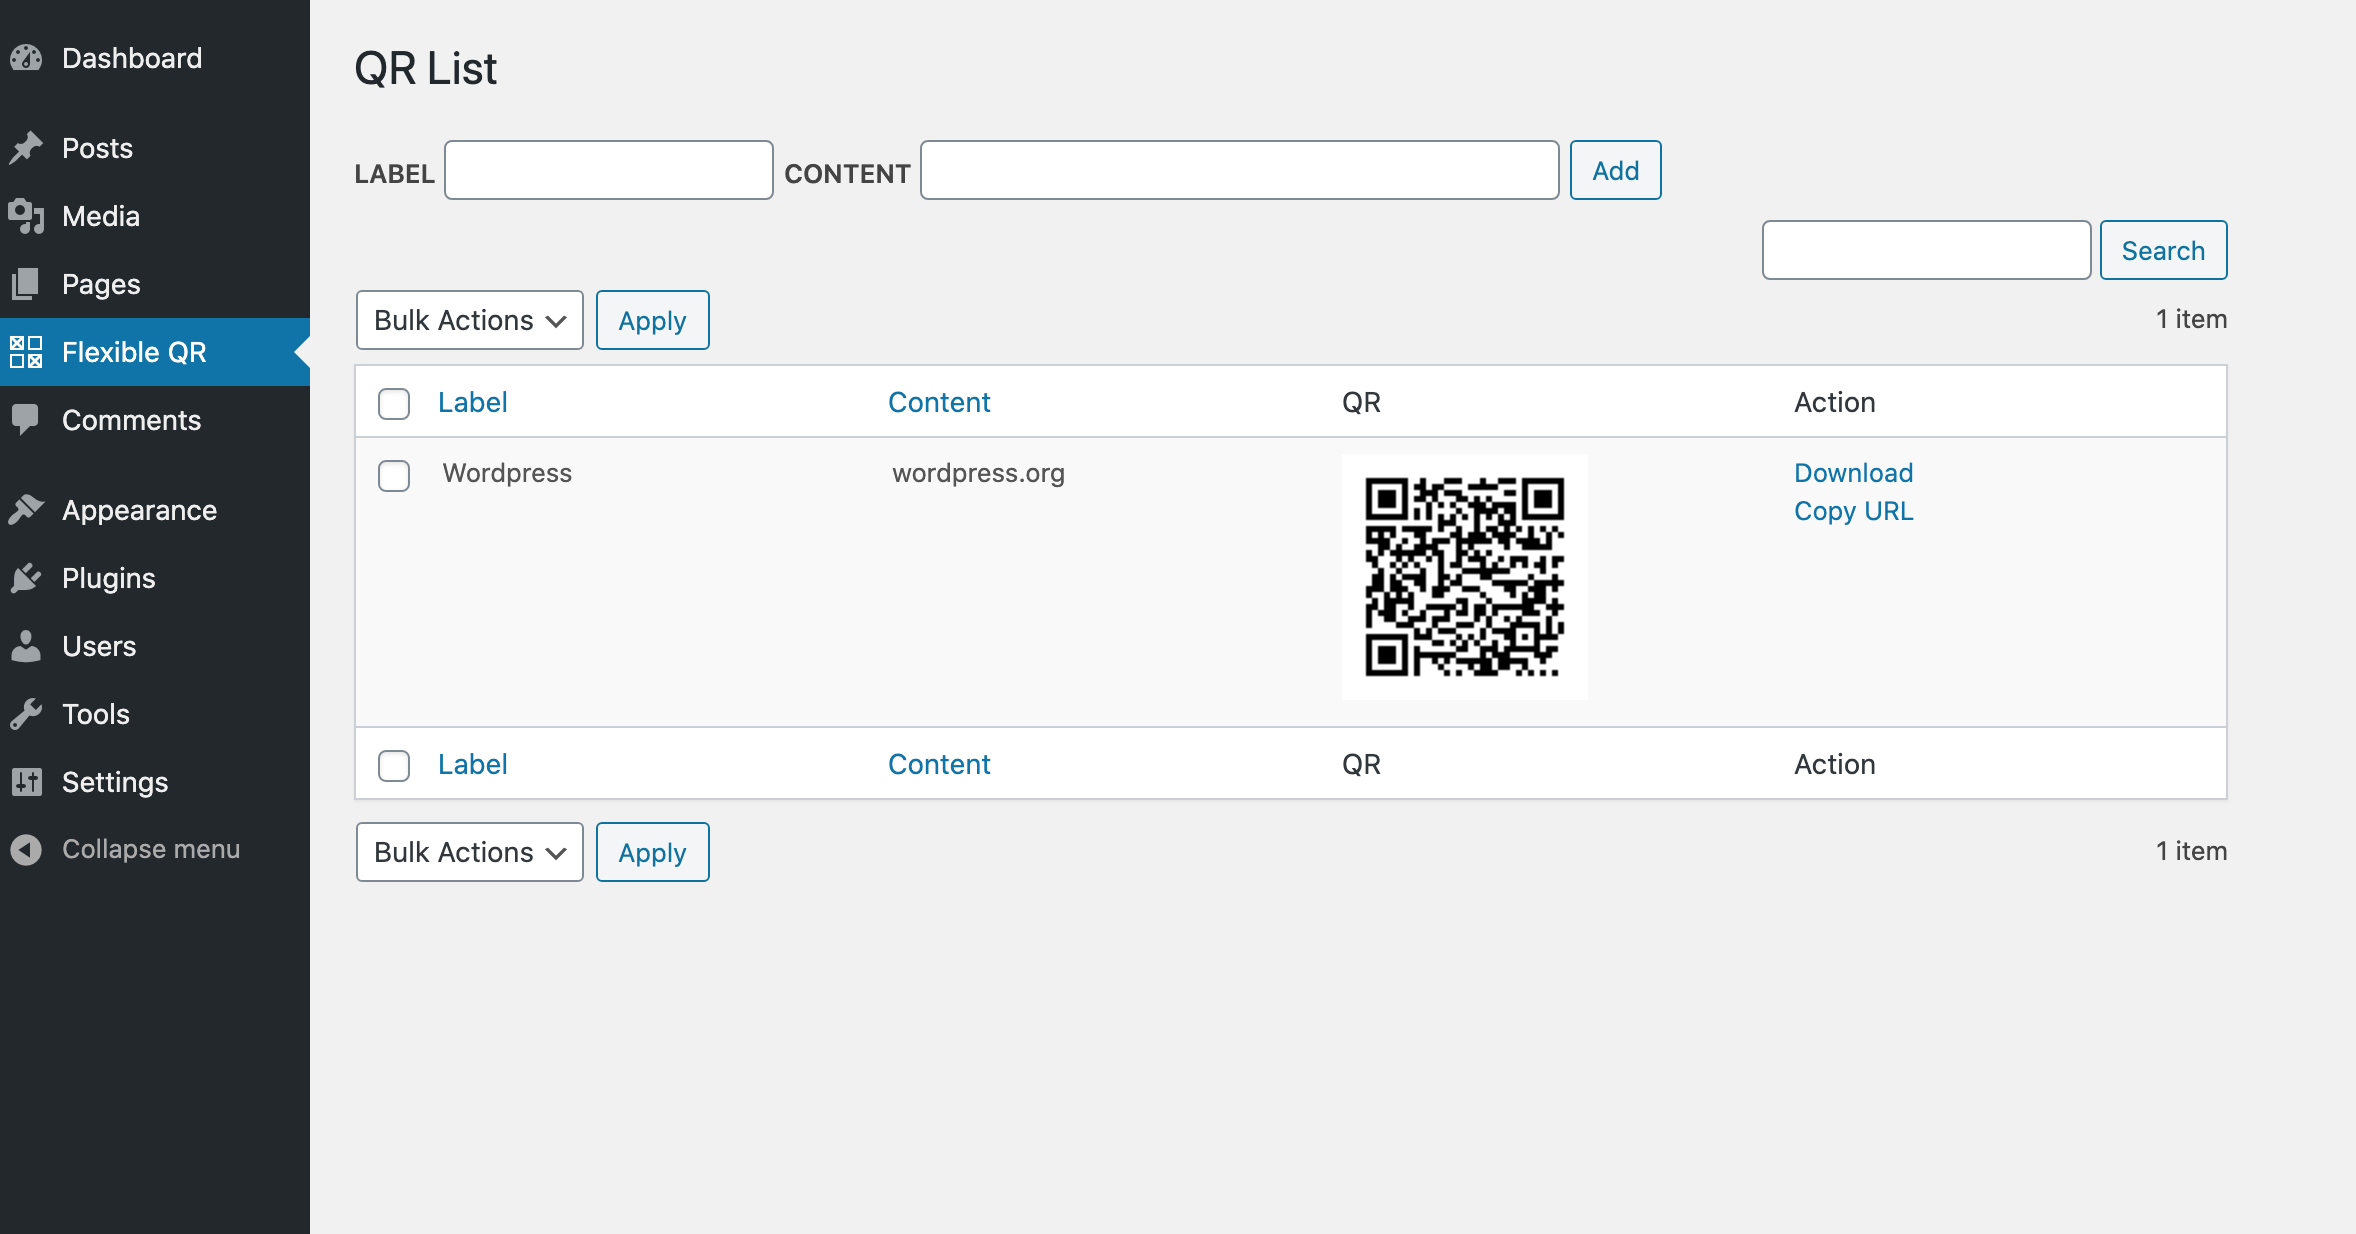 Dashboard
Posts
Media
Pages
Flexible QR
Comments
Appearance
Plugins
Users
Tools
Settings
Collapse menu
QR List
LABEL CONTENT Add
Search
Bulk Actions Apply 1 item
Label Content QR Action
Wordpress wordpress.org Download
Copy URL
Label Content QR Action
Bulk Actions Apply 1 item